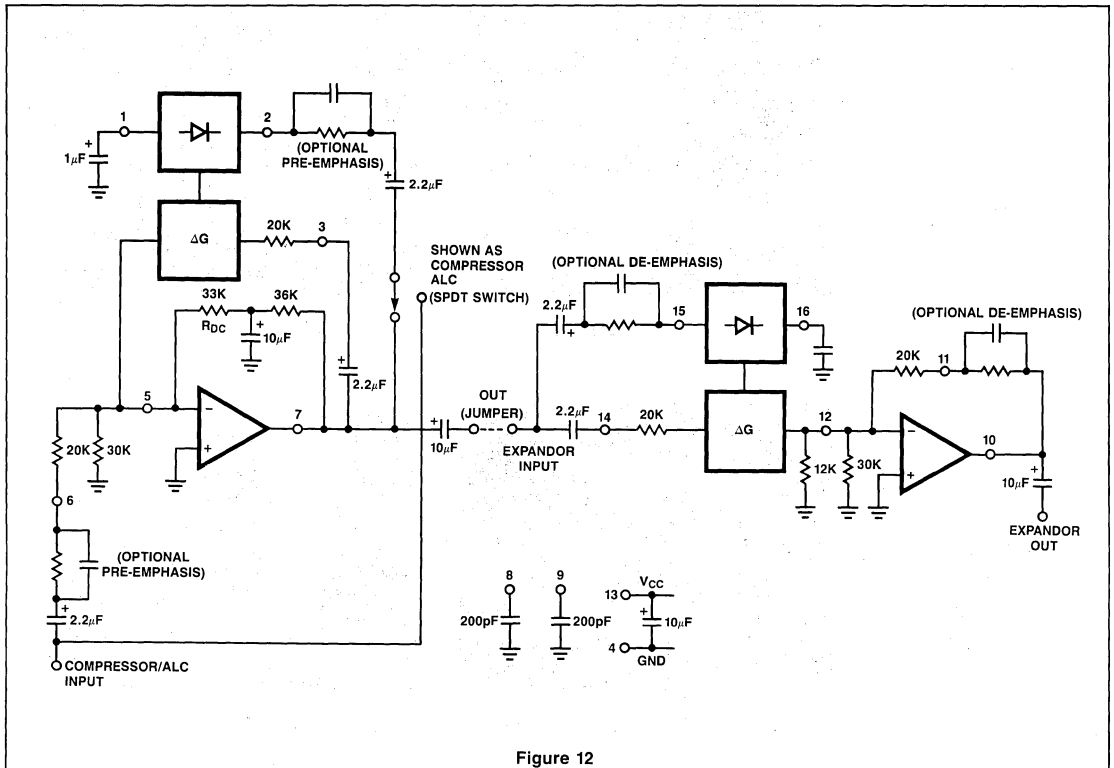 1
2
1µF
+
(OPTIONAL
PRE-EMPHASIS)
+
2.2µF
ΔG
20K
3
SHOWN AS
COMPRESSOR
ALC
(SPDT SWITCH)
33K
36K
RDC
+
10µF
+
2.2µF
5
−
+
7
20K
30K
6
(OPTIONAL
PRE-EMPHASIS)
+
2.2µF
COMPRESSOR/ALC
INPUT
+
10µF
OUT
(JUMPER)
EXPANDOR
INPUT
(OPTIONAL DE-EMPHASIS)
2.2µF
+
15
16
2.2µF
14
20K
ΔG
12
12K
30K
(OPTIONAL DE-EMPHASIS)
20K
11
−
+
10
+
10µF
EXPANDOR
OUT
8
200pF
9
200pF
13
VCC
+
10µF
4
GND
Figure 12